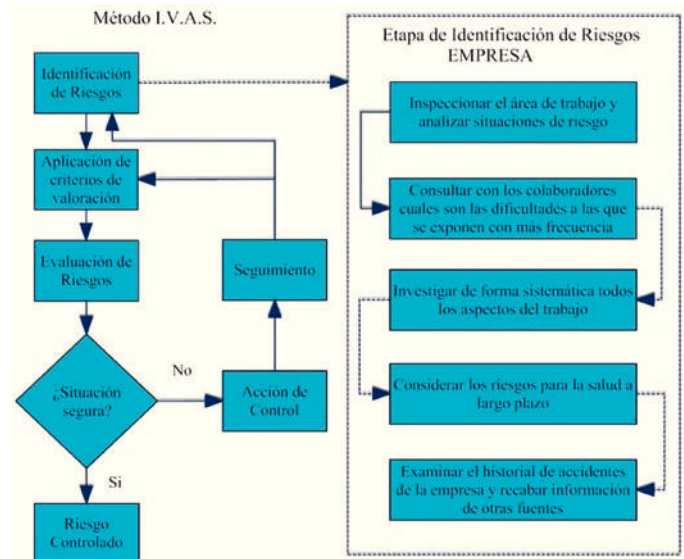 Método I.V.A.S.
Identificación
de Riesgos
Aplicación de
criterios de
valoración
Evaluación de
Riesgos
¿Situación
segura?
No
Si
Acción de
Control
Seguimiento
Riesgo
Controlado
Etapa de Identificación de Riesgos
EMPRESA
Inspeccionar el área de trabajo y
analizar situaciones de riesgo
Consultar con los colaboradores
cuales son las dificultades a las que
se exponen con más frecuencia
Investigar de forma sistemática todos
los aspectos del trabajo
Considerar los riesgos para la salud a
largo plazo
Examinar el historial de accidentes
de la empresa y recabar información
de otras fuentes